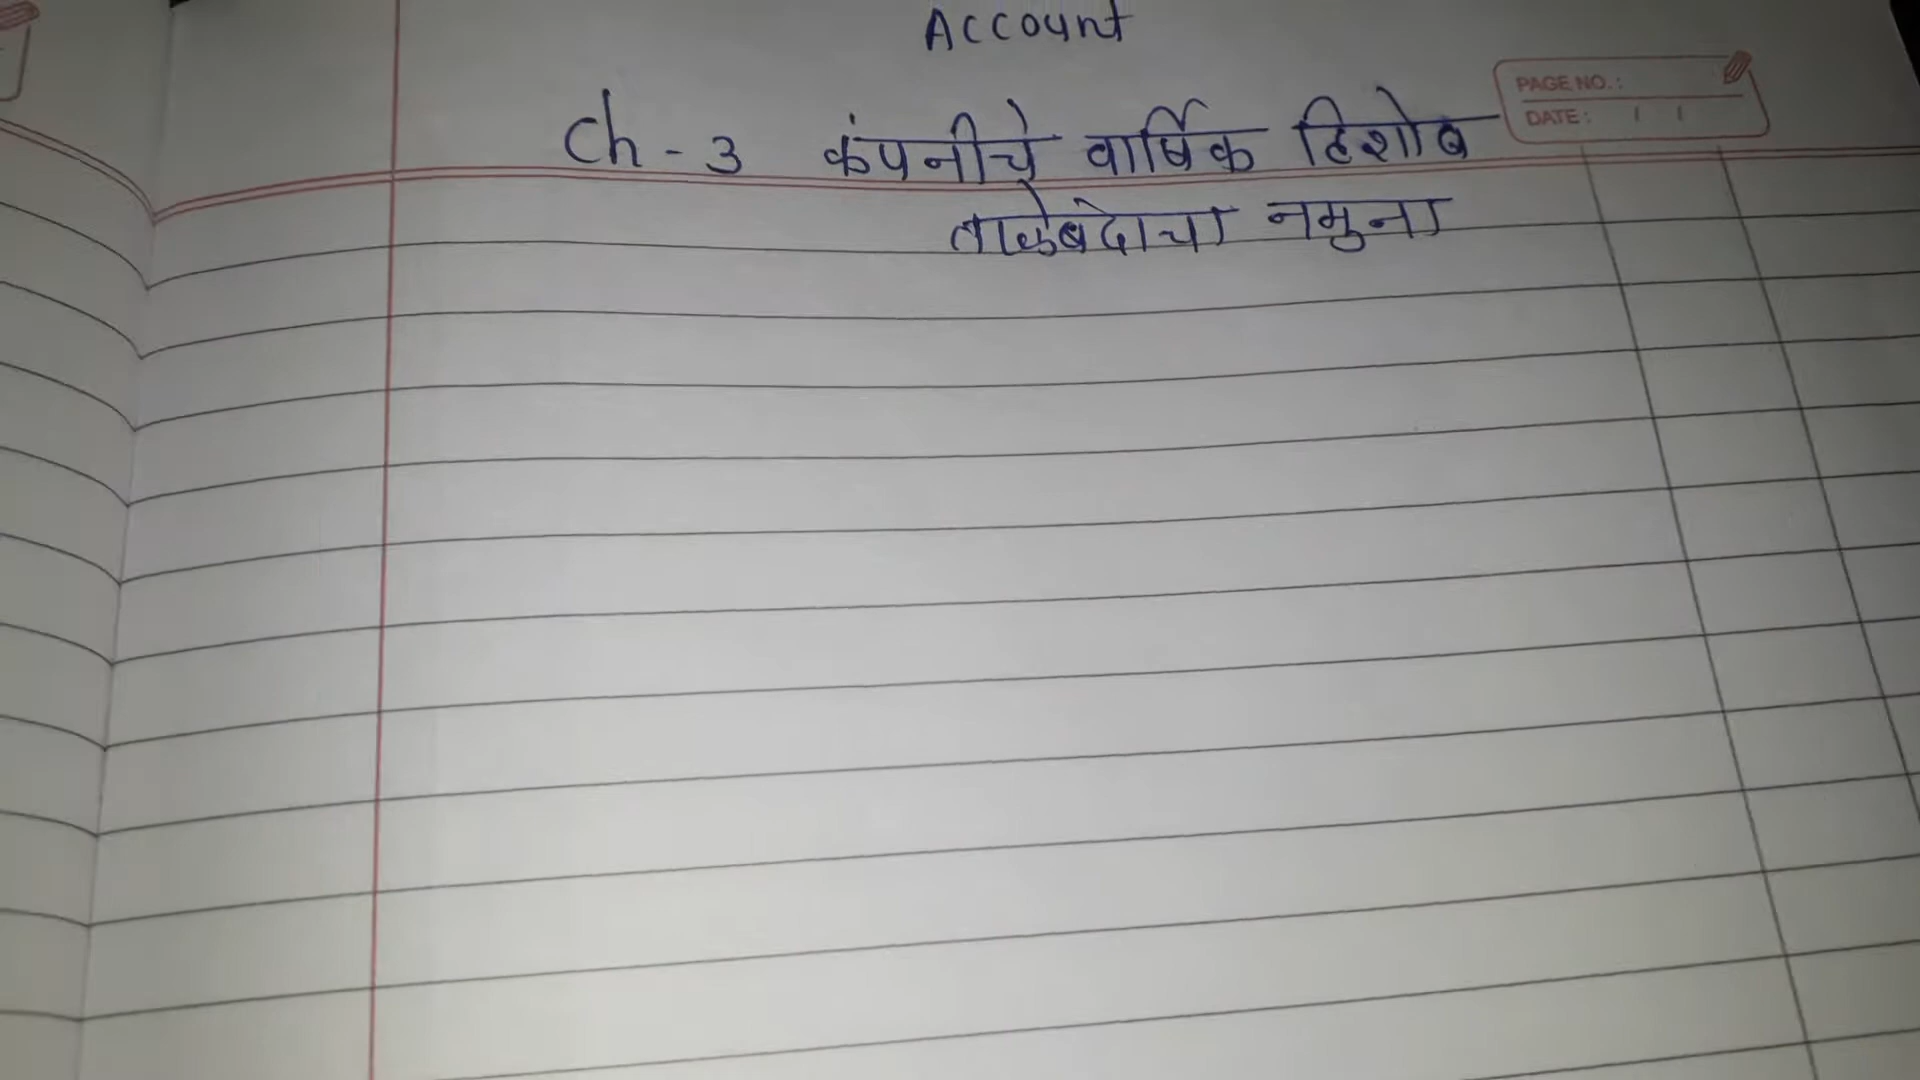 Account
Ch - 3 कंपनीचे वार्षिक हिशोब
PAGE NO.:
DATE: / /
ताळेबंदाचा नमुना